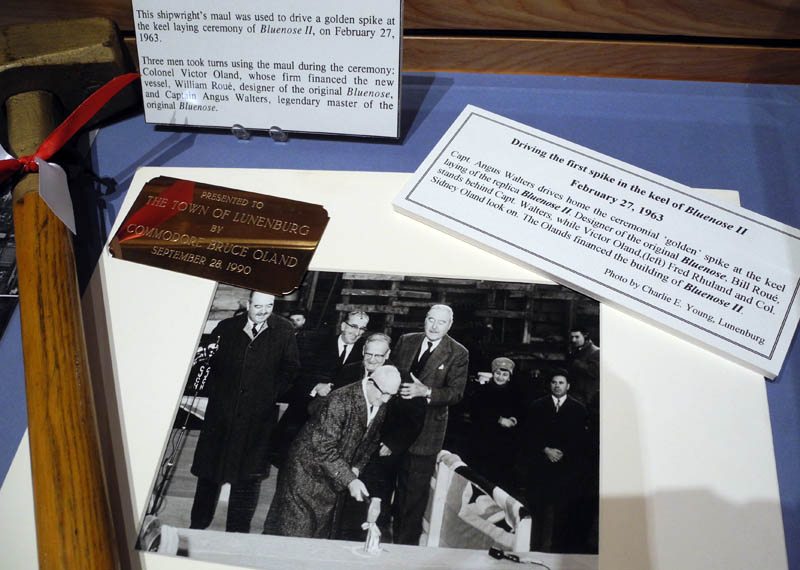 This shipwright's maul was used to drive a golden spike at
the keel laying ceremony of Bluenose II, on February 27,
1963.
Three men took turns using the maul during the ceremony:
Colonel Victor Oland, whose firm financed the new
vessel, William Roué, designer of the original Bluenose,
and Captain Angus Walters, legendary master of the
original Bluenose.
Driving the first spike in the keel of Bluenose II
February 27, 1963
Capt. Angus Walters drives home the ceremonial 'golden' spike at the keel
laying of the replica Bluenose II. Designer of the original Bluenose, Bill Roué,
stands behind Capt. Walters, while Victor Oland,(left) Fred Rhuland and Col.
Sidney Oland look on. The Olands financed the building of Bluenose II.
Photo by Charlie E. Young, Lunenburg
PRESENTED TO
THE TOWN OF LUNENBURG
BY
COMMODORE BRUCE OLAND
SEPTEMBER 28, 1990